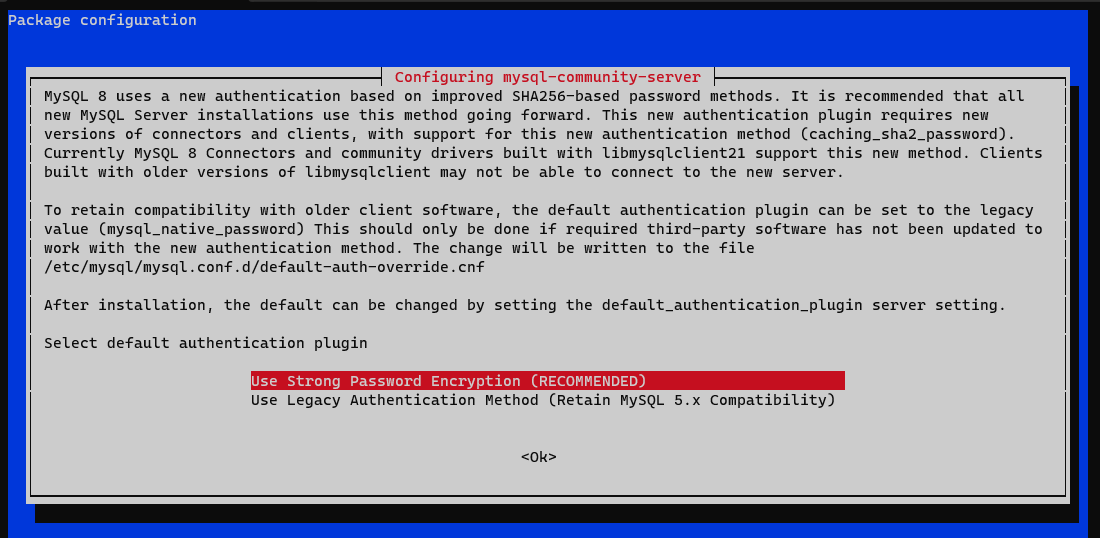 Package configuration
Configuring mysql-community-server
MySQL 8 uses a new authentication based on improved SHA256-based password methods. It is recommended that all
new MySQL Server installations use this method going forward. This new authentication plugin requires new
versions of connectors and clients, with support for this new authentication method (caching_sha2_password).
Currently MySQL 8 Connectors and community drivers built with libmysqlclient21 support this new method. Clients
built with older versions of libmysqlclient may not be able to connect to the new server.
To retain compatibility with older client software, the default authentication plugin can be set to the legacy
value (mysql_native_password) This should only be done if required third-party software has not been updated to
work with the new authentication method. The change will be written to the file
/etc/mysql/mysql.conf.d/default-auth-override.cnf
After installation, the default can be changed by setting the default_authentication_plugin server setting.
Select default authentication plugin
Use Strong Password Encryption (RECOMMENDED)
Use Legacy Authentication Method (Retain MySQL 5.x Compatibility)
<Ok>